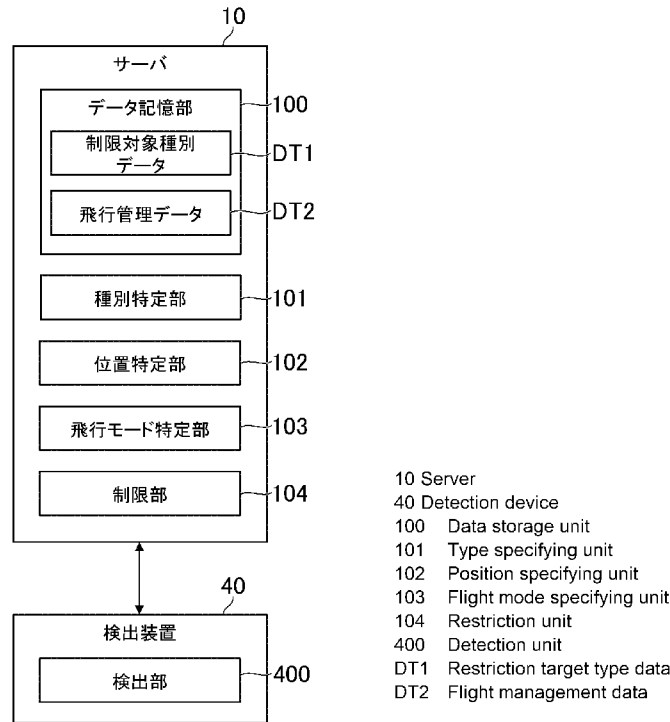 10
サーバ
データ記憶部
100
制限対象種別
データ
DT1
飛行管理データ
DT2
種別特定部
101
位置特定部
102
飛行モード特定部
103
制限部
104
40
検出装置
検出部
400
10 Server
40 Detection device
100 Data storage unit
101 Type specifying unit
102 Position specifying unit
103 Flight mode specifying unit
104 Restriction unit
400 Detection unit
DT1 Restriction target type data
DT2 Flight management data